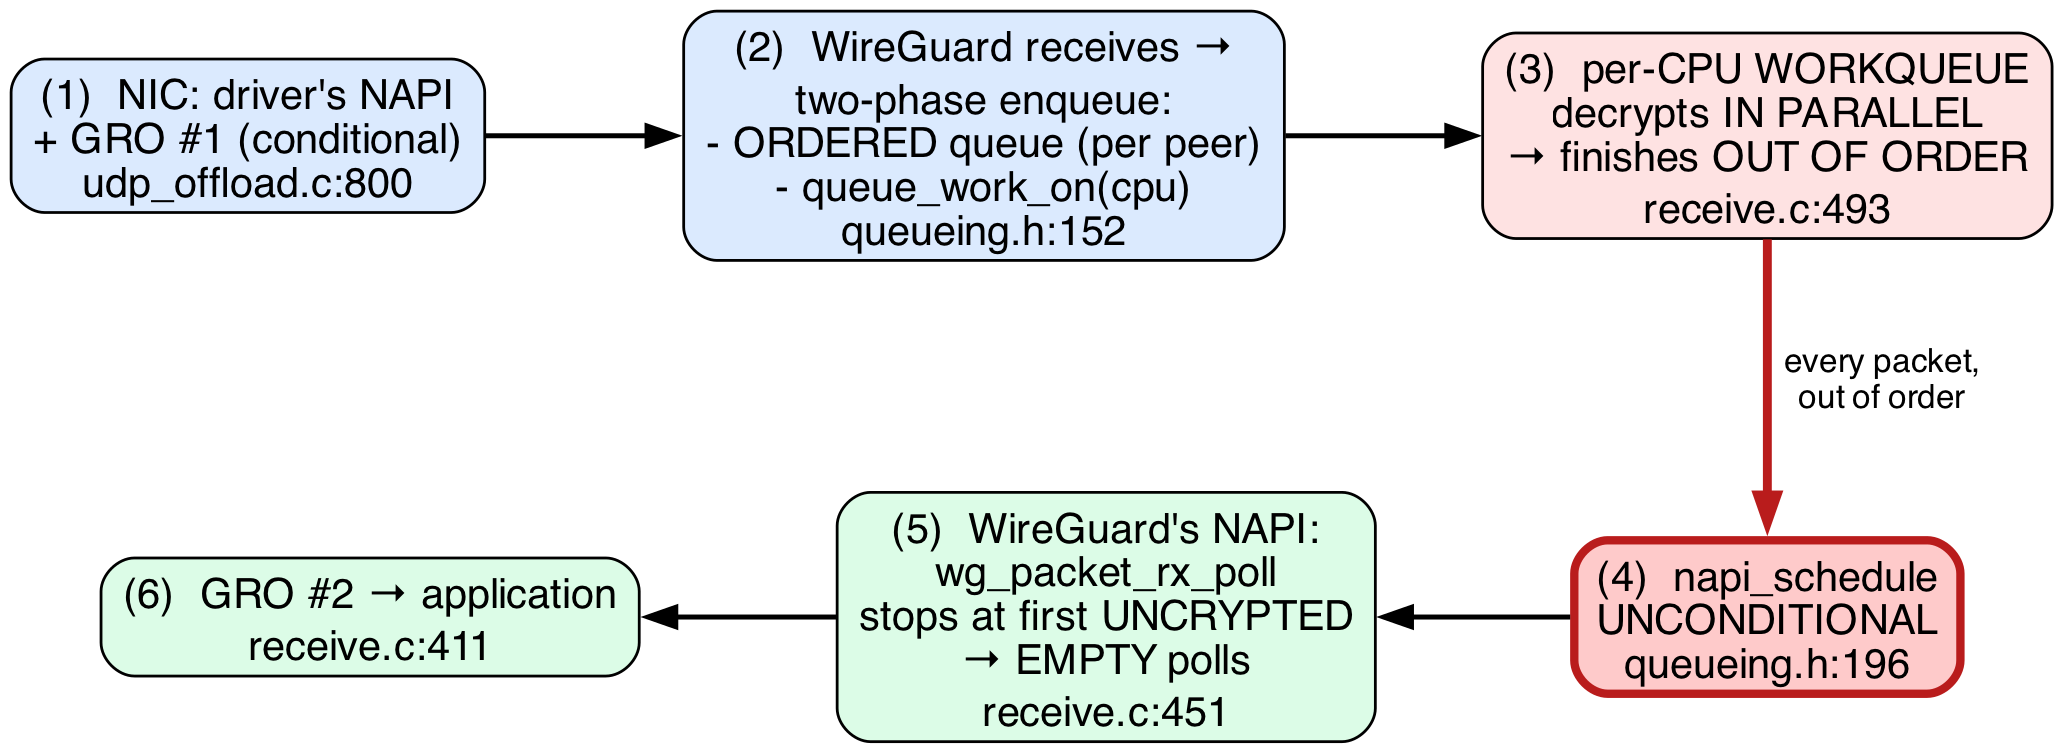 (1)  NIC: driver's NAPI
+ GRO #1 (conditional)
udp_offload.c:800
(2)  WireGuard receives →
two-phase enqueue:
- ORDERED queue (per peer)
- queue_work_on(cpu)
queueing.h:152
(3)  per-CPU WORKQUEUE
decrypts IN PARALLEL
→ finishes OUT OF ORDER
receive.c:493
every packet,
out of order
(4)  napi_schedule
UNCONDITIONAL
queueing.h:196
(5)  WireGuard's NAPI:
wg_packet_rx_poll
stops at first UNCRYPTED
→ EMPTY polls
receive.c:451
(6)  GRO #2 → application
receive.c:411